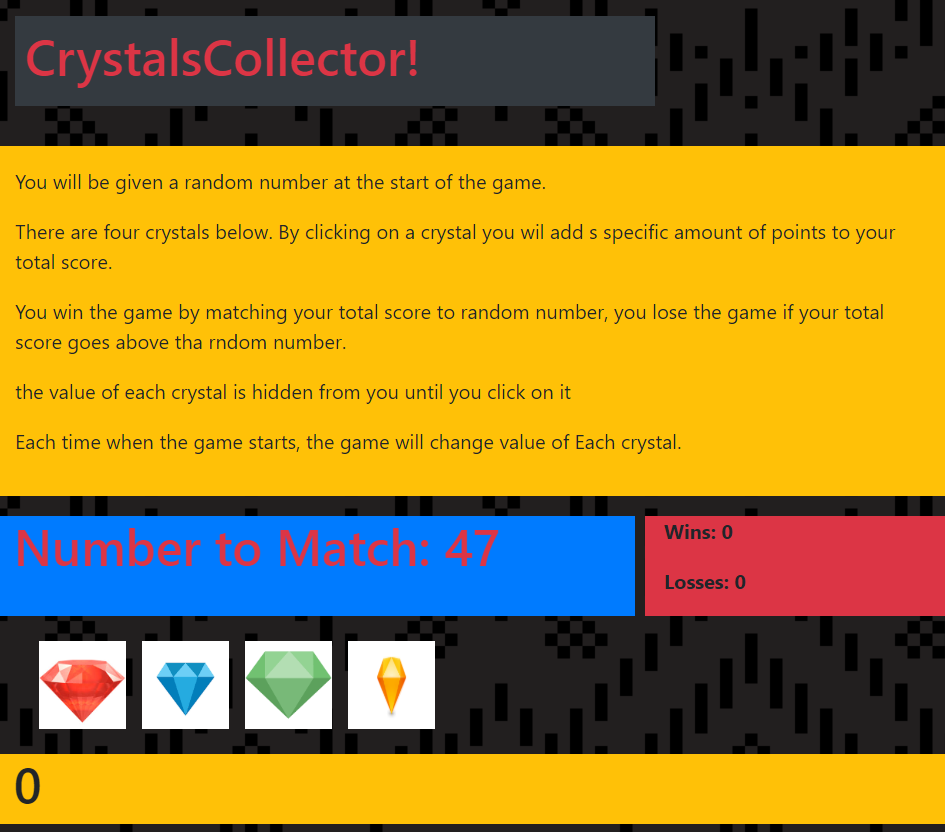 CrystalsCollector!
You will be given a random number at the start of the game.
There are four crystals below. By clicking on a crystal you wil add s specific amount of points to your
total score.
You win the game by matching your total score to random number, you lose the game if your total
score goes above tha rndom number.
the value of each crystal is hidden from you until you click on it
Each time when the game starts, the game will change value of Each crystal.
Number to Match: 47
Wins: 0
Losses: 0
0